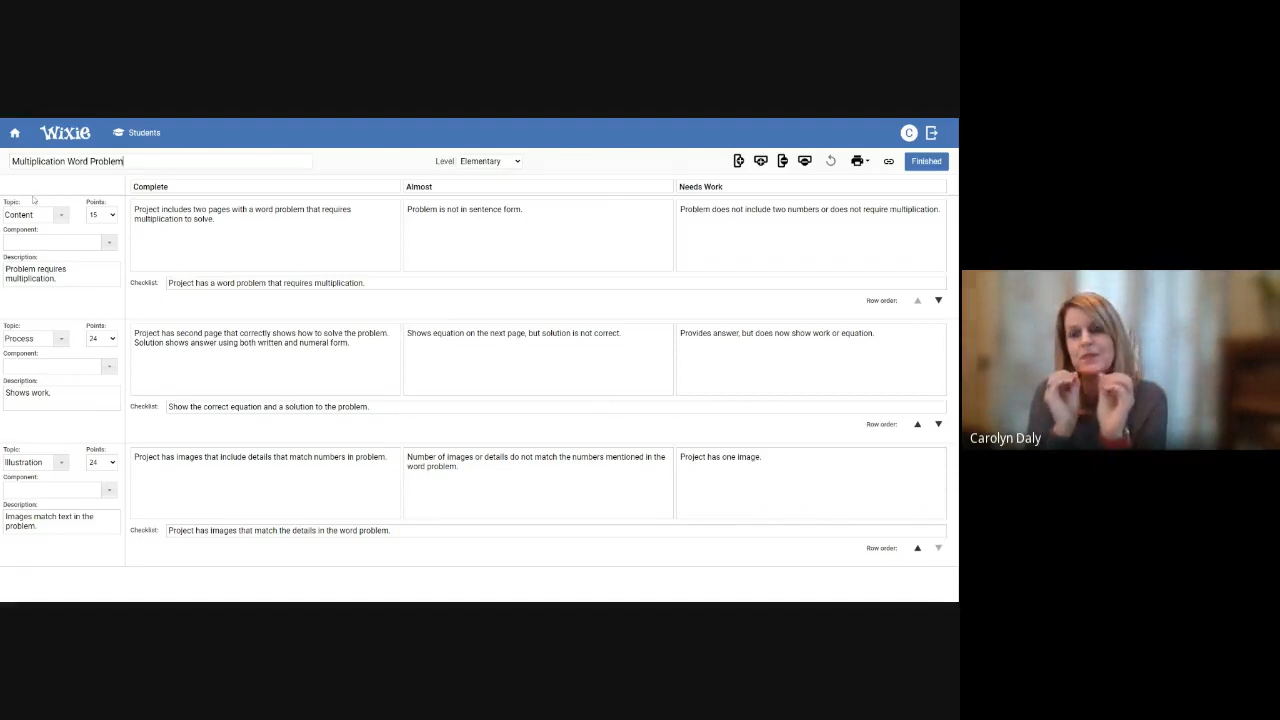 Wixie
Students
C
Multiplication Word Problem
Level: Elementary
Finished
Complete
Almost
Needs Work
Topic:
Points:
Content
15
Component:
Description:
Problem requires
multiplication.
Project includes two pages with a word problem that requires
multiplication to solve.
Problem is not in sentence form.
Problem does not include two numbers or does not require multiplication.
Checklist:
Project has a word problem that requires multiplication.
Row order:
Topic:
Points:
Process
24
Component:
Description:
Shows work.
Project has second page that correctly shows how to solve the problem.
Solution shows answer using both written and numeral form.
Shows equation on the next page, but solution is not correct.
Provides answer, but does now show work or equation.
Checklist:
Show the correct equation and a solution to the problem.
Row order:
Topic:
Points:
Illustration
24
Component:
Description:
Images match text in the
problem.
Project has images that include details that match numbers in problem.
Number of images or details do not match the numbers mentioned in the
word problem.
Project has one image.
Checklist:
Project has images that match the details in the word problem.
Row order:
Carolyn Daly